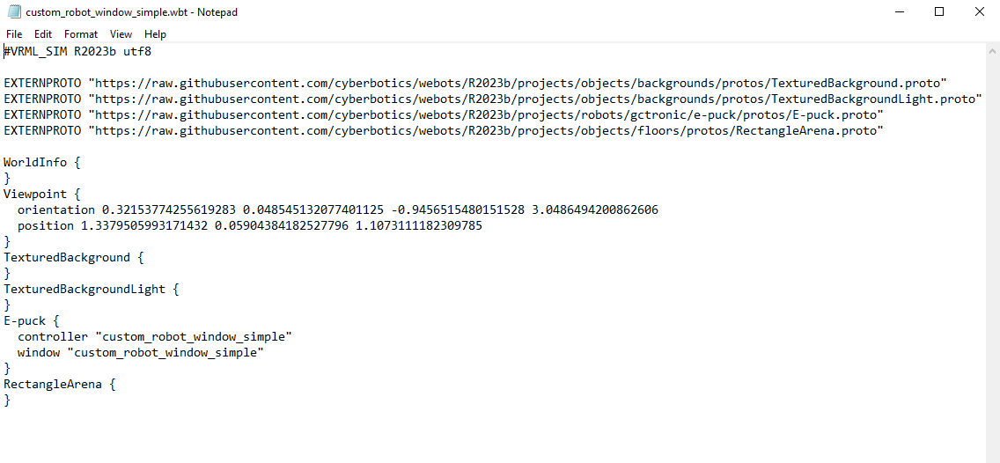 custom_robot_window_simple.wbt - Notepad
File Edit Format View Help
#VRML_SIM R2023b utf8
EXTERNPROTO "https://raw.githubusercontent.com/cyberbotics/webots/R2023b/projects/objects/backgrounds/protos/TexturedBackground.proto"
EXTERNPROTO "https://raw.githubusercontent.com/cyberbotics/webots/R2023b/projects/objects/backgrounds/protos/TexturedBackgroundLight.proto"
EXTERNPROTO "https://raw.githubusercontent.com/cyberbotics/webots/R2023b/projects/robots/gctronic/e-puck/protos/E-puck.proto"
EXTERNPROTO "https://raw.githubusercontent.com/cyberbotics/webots/R2023b/projects/objects/floors/protos/RectangleArena.proto"
WorldInfo {
}
Viewpoint {
  orientation 0.32153774255619283 0.048545132077401125 -0.9456515480151528 3.0486494200862606
  position 1.3379505993171432 0.05904384182527796 1.1073111182309785
}
TexturedBackground {
}
TexturedBackgroundLight {
}
E-puck {
  controller "custom_robot_window_simple"
  window "custom_robot_window_simple"
}
RectangleArena {
}